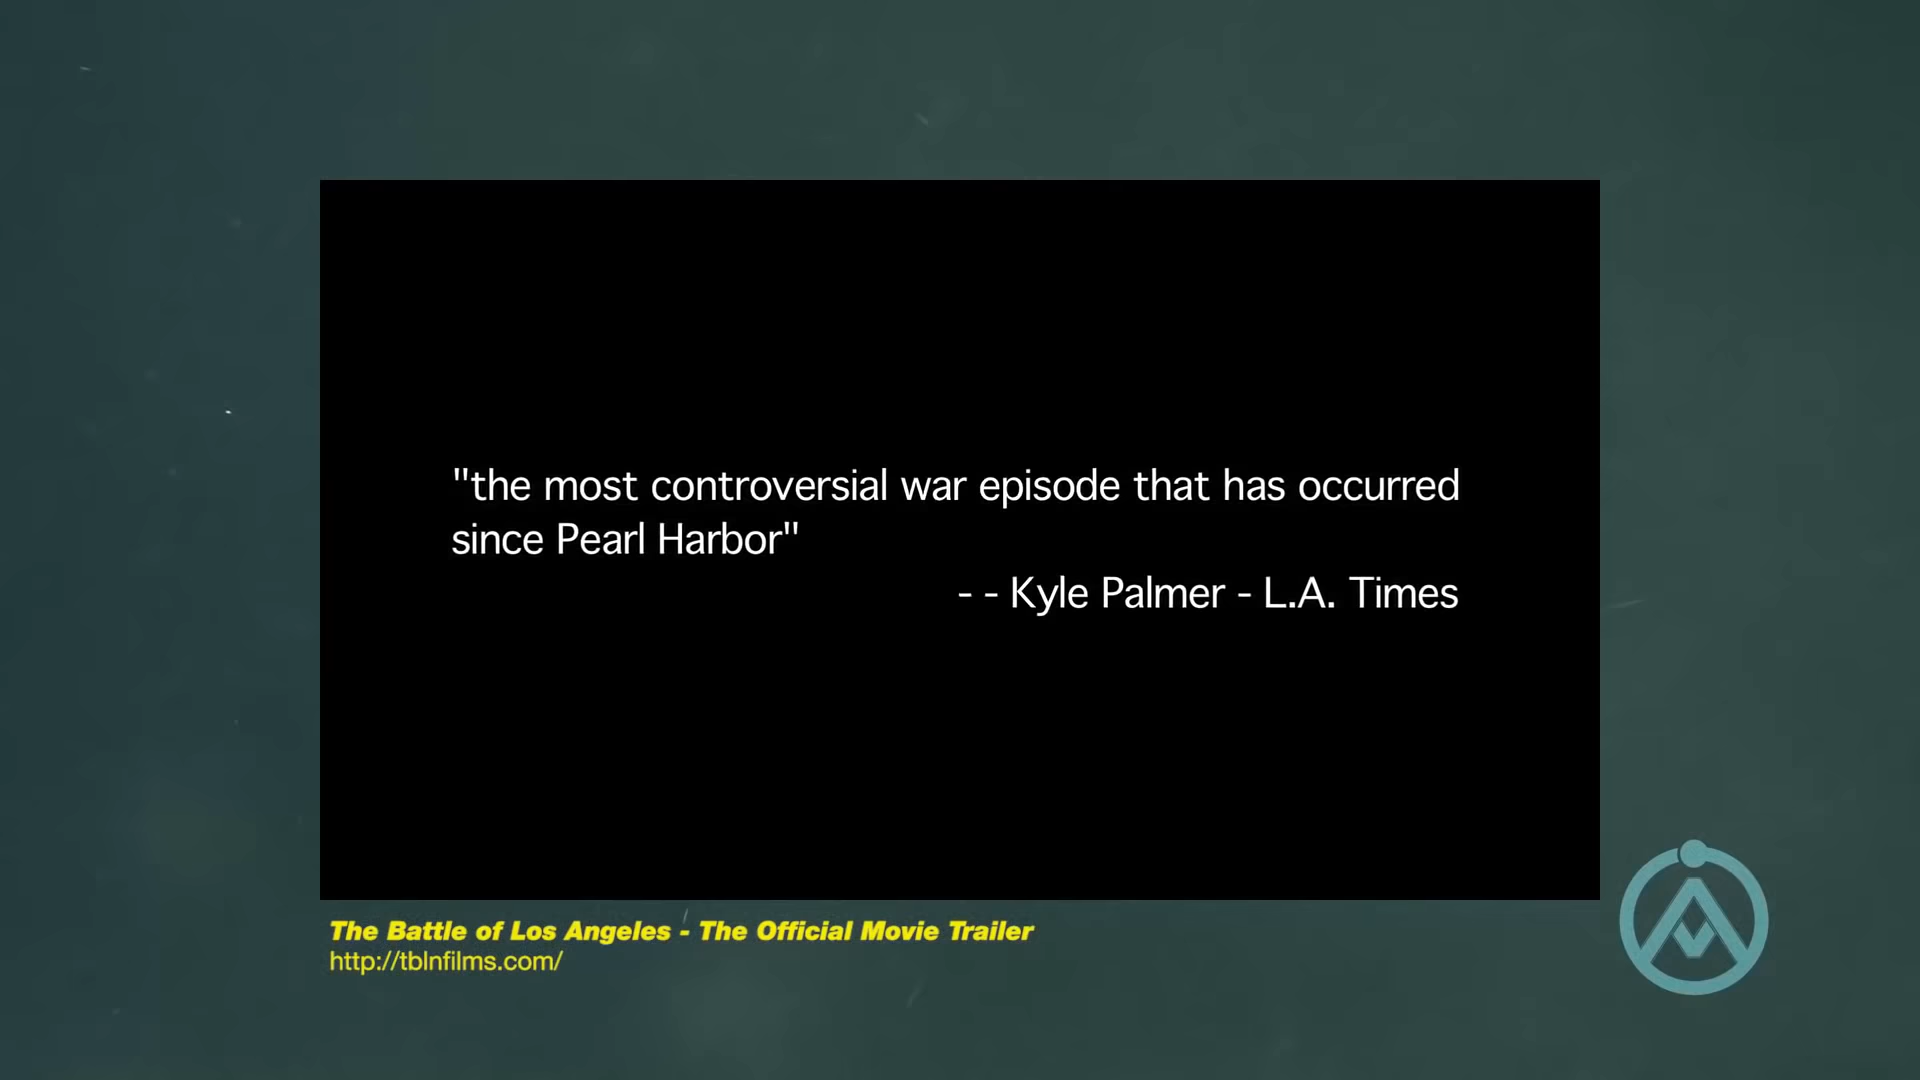 "the most controversial war episode that has occurred
since Pearl Harbor"
- - Kyle Palmer - L.A. Times
The Battle of Los Angeles - The Official Movie Trailer
http://tblnfilms.com/